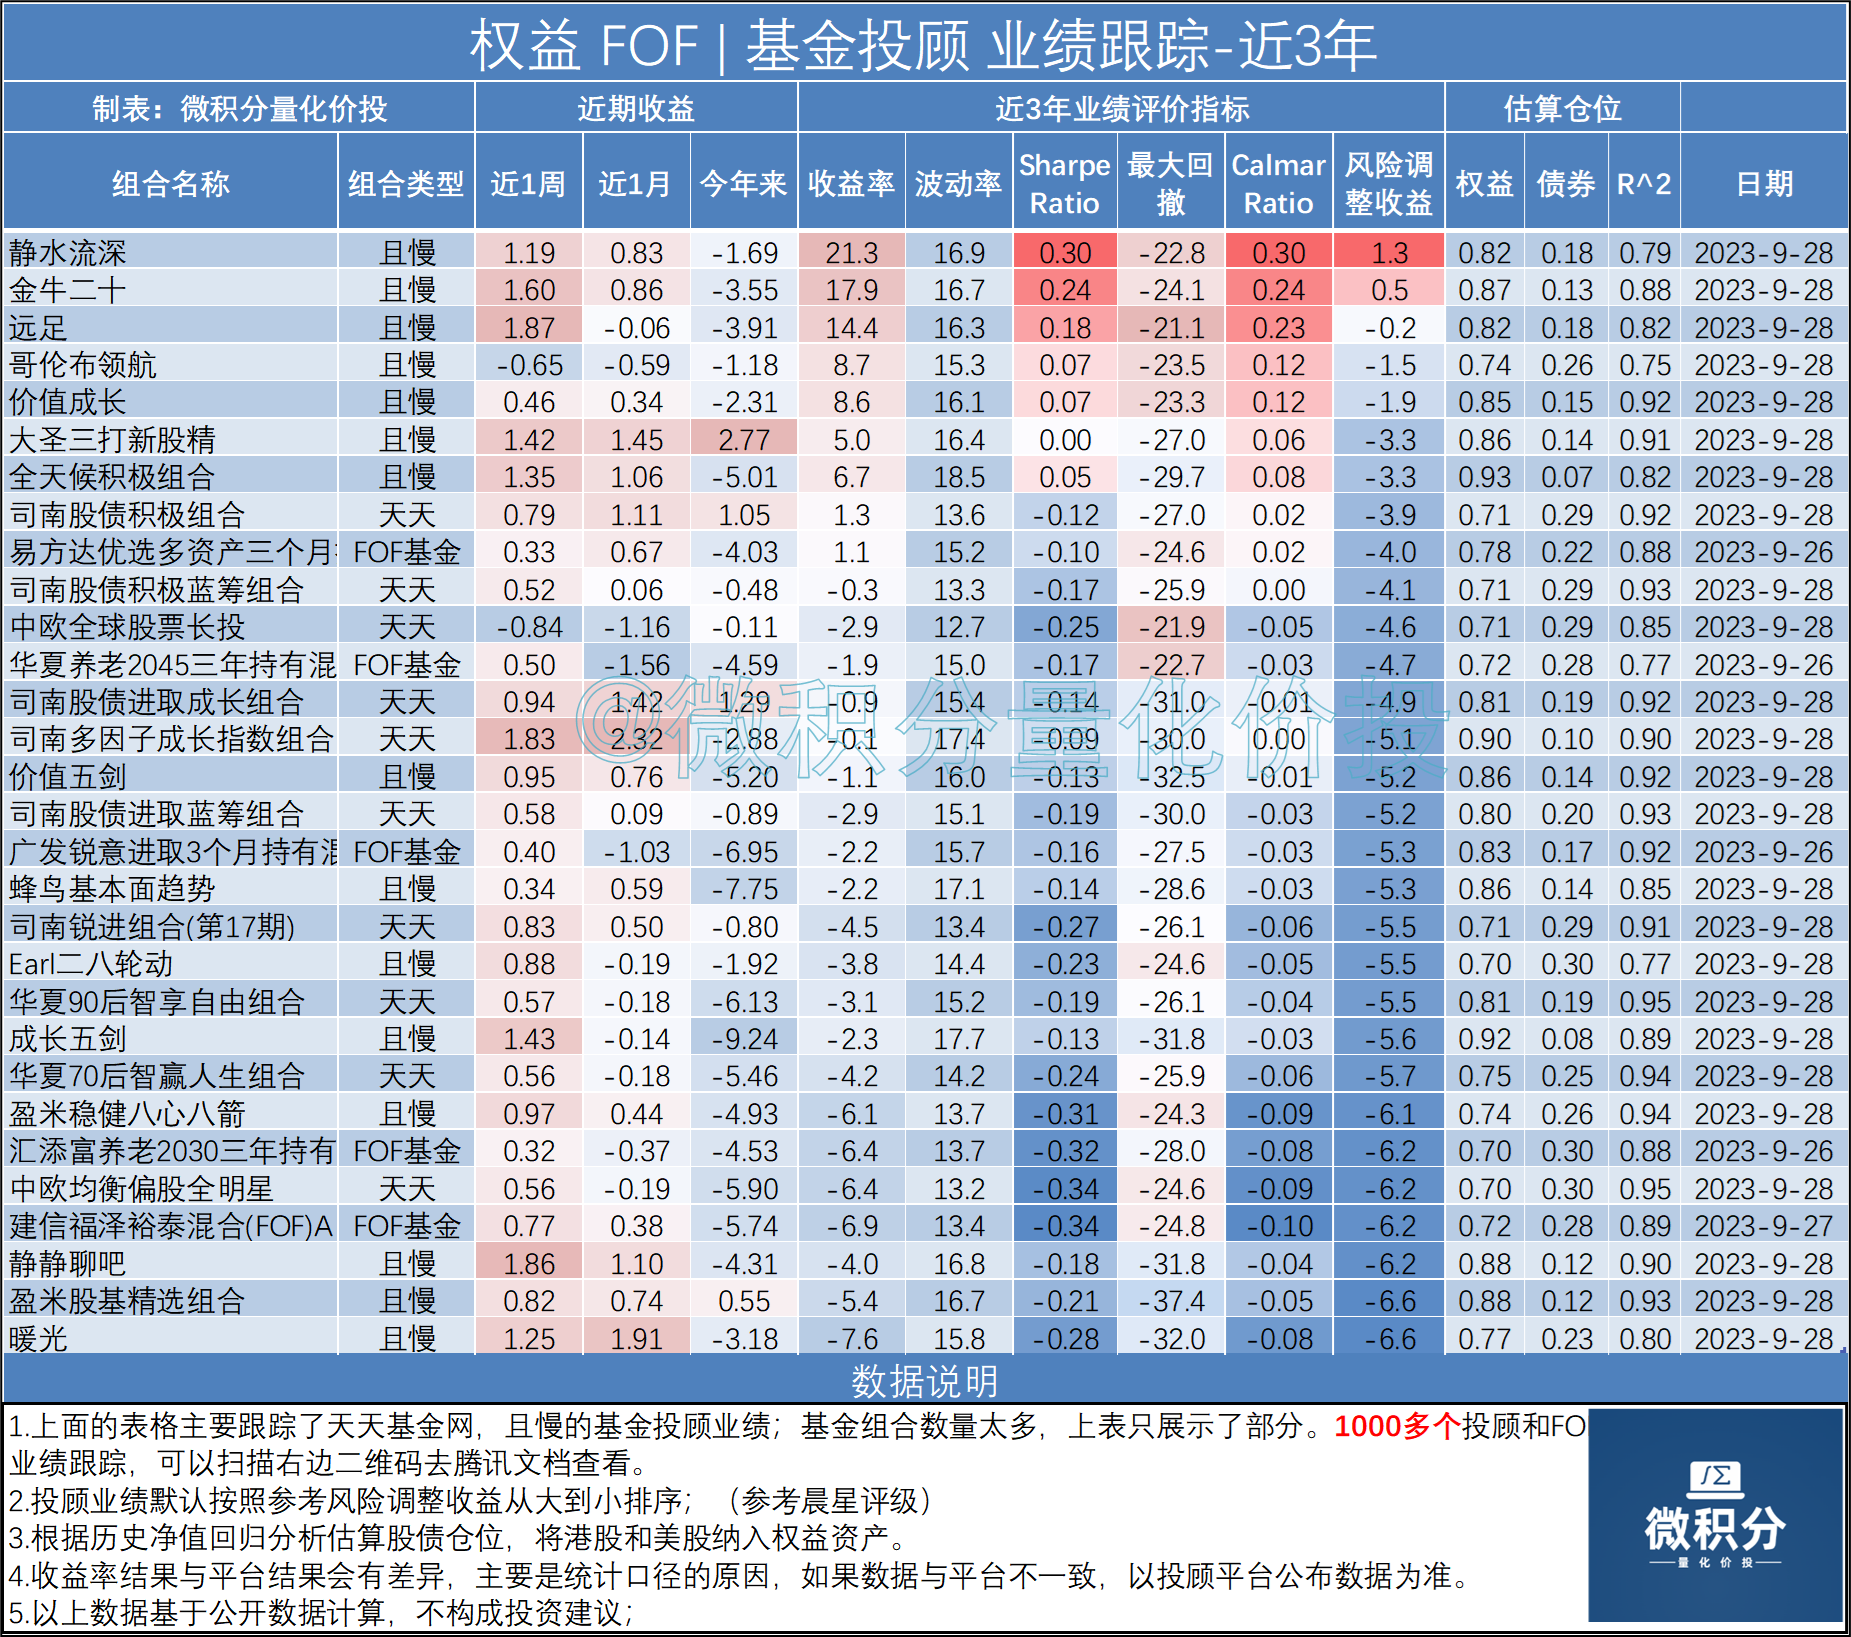 权益 FOF | 基金投顾 业绩跟踪-近3年
制表：微积分量化价投 近期收益 近3年业绩评价指标 估算仓位
组合名称 组合类型 近1周 近1月 今年来 收益率 波动率 Sharpe Ratio 最大回撤 Calmar Ratio 风险调整收益 权益 债券 R^2 日期
静水流深 且慢 1.19 0.83 -1.69 21.3 16.9 0.30 -22.8 0.30 1.3 0.82 0.18 0.79 2023-9-28
金牛二十 且慢 1.60 0.86 -3.55 17.9 16.7 0.24 -24.1 0.24 0.5 0.87 0.13 0.88 2023-9-28
远足 且慢 1.87 -0.06 -3.91 14.4 16.3 0.18 -21.1 0.23 -0.2 0.82 0.18 0.82 2023-9-28
哥伦布领航 且慢 -0.65 -0.59 -1.18 8.7 15.3 0.07 -23.5 0.12 -1.5 0.74 0.26 0.75 2023-9-28
价值成长 且慢 0.46 0.34 -2.31 8.6 16.1 0.07 -23.3 0.12 -1.9 0.85 0.15 0.92 2023-9-28
大圣三打新股精 且慢 1.42 1.45 2.77 5.0 16.4 0.00 -27.0 0.06 -3.3 0.86 0.14 0.91 2023-9-28
全天候积极组合 且慢 1.35 1.06 -5.01 6.7 18.5 0.05 -29.7 0.08 -3.3 0.93 0.07 0.82 2023-9-28
司南股债积极组合 天天 0.79 1.11 1.05 1.3 13.6 -0.12 -27.0 0.02 -3.9 0.71 0.29 0.92 2023-9-28
易方达优选多资产三个月 FOF基金 0.33 0.67 -4.03 1.1 15.2 -0.10 -24.6 0.02 -4.0 0.78 0.22 0.88 2023-9-26
司南股债积极蓝筹组合 天天 0.52 0.06 -0.48 -0.3 13.3 -0.17 -25.9 0.00 -4.1 0.71 0.29 0.93 2023-9-28
中欧全球股票长投 天天 -0.84 -1.16 -0.11 -2.9 12.7 -0.25 -21.9 -0.05 -4.6 0.71 0.29 0.85 2023-9-28
华夏养老2045三年持有混 FOF基金 0.50 -1.56 -4.59 -1.9 15.0 -0.17 -22.7 -0.03 -4.7 0.72 0.28 0.77 2023-9-26
司南股债进取成长组合 天天 0.94 1.42 1.29 -0.9 15.4 -0.14 -31.0 -0.01 -4.9 0.81 0.19 0.92 2023-9-28
司南多因子成长指数组合 天天 1.83 2.32 -2.88 -0.1 17.4 -0.09 -30.0 0.00 -5.1 0.90 0.10 0.90 2023-9-28
@微积分量化价投
价值五剑 且慢 0.95 0.76 -5.20 -1.1 16.0 -0.13 -32.5 -0.01 -5.2 0.86 0.14 0.92 2023-9-28
司南股债进取蓝筹组合 天天 0.58 0.09 -0.89 -2.9 15.1 -0.19 -30.0 -0.03 -5.2 0.80 0.20 0.93 2023-9-28
广发锐意进取3个月持有混 FOF基金 0.40 -1.03 -6.95 -2.2 15.7 -0.16 -27.5 -0.03 -5.3 0.83 0.17 0.92 2023-9-26
蜂鸟基本面趋势 且慢 0.34 0.59 -7.75 -2.2 17.1 -0.14 -28.6 -0.03 -5.3 0.86 0.14 0.85 2023-9-28
司南锐进组合(第17期) 天天 0.83 0.50 -0.80 -4.5 13.4 -0.27 -26.1 -0.06 -5.5 0.71 0.29 0.91 2023-9-28
Earl二八轮动 且慢 0.88 -0.19 -1.92 -3.8 14.4 -0.23 -24.6 -0.05 -5.5 0.70 0.30 0.77 2023-9-28
华夏90后智享自由组合 天天 0.57 -0.18 -6.13 -3.1 15.2 -0.19 -26.1 -0.04 -5.5 0.81 0.19 0.95 2023-9-28
成长五剑 且慢 1.43 -0.14 -9.24 -2.3 17.7 -0.13 -31.8 -0.03 -5.6 0.92 0.08 0.89 2023-9-28
华夏70后智赢人生组合 天天 0.56 -0.18 -5.46 -4.2 14.2 -0.24 -25.9 -0.06 -5.7 0.75 0.25 0.94 2023-9-28
盈米稳健八心八箭 且慢 0.97 0.44 -4.93 -6.1 13.7 -0.31 -24.3 -0.09 -6.1 0.74 0.26 0.94 2023-9-28
汇添富养老2030三年持有 FOF基金 0.32 -0.37 -4.53 -6.4 13.7 -0.32 -28.0 -0.08 -6.2 0.70 0.30 0.88 2023-9-26
中欧均衡偏股全明星 天天 0.56 -0.19 -5.90 -6.4 13.2 -0.34 -24.6 -0.09 -6.2 0.70 0.30 0.95 2023-9-28
建信福泽裕泰混合(FOF)A FOF基金 0.77 0.38 -5.74 -6.9 13.4 -0.34 -24.8 -0.10 -6.2 0.72 0.28 0.89 2023-9-27
静静聊吧 且慢 1.86 1.10 -4.31 -4.0 16.8 -0.18 -31.8 -0.04 -6.2 0.88 0.12 0.90 2023-9-28
盈米股基精选组合 且慢 0.82 0.74 0.55 -5.4 16.7 -0.21 -37.4 -0.05 -6.6 0.88 0.12 0.93 2023-9-28
暖光 且慢 1.25 1.91 -3.18 -7.6 15.8 -0.28 -32.0 -0.08 -6.6 0.77 0.23 0.80 2023-9-28
数据说明
1.上面的表格主要跟踪了天天基金网，且慢的基金投顾业绩；基金组合数量太多，上表只展示了部分。1000多个投顾和FO
业绩跟踪，可以扫描右边二维码去腾讯文档查看。
2.投顾业绩默认按照参考风险调整收益从大到小排序；（参考晨星评级）
3.根据历史净值回归分析估算股债仓位，将港股和美股纳入权益资产。
4.收益率结果与平台结果会有差异，主要是统计口径的原因，如果数据与平台不一致，以投顾平台公布数据为准。
5.以上数据基于公开数据计算，不构成投资建议；
∫Σ
微积分
量化价投